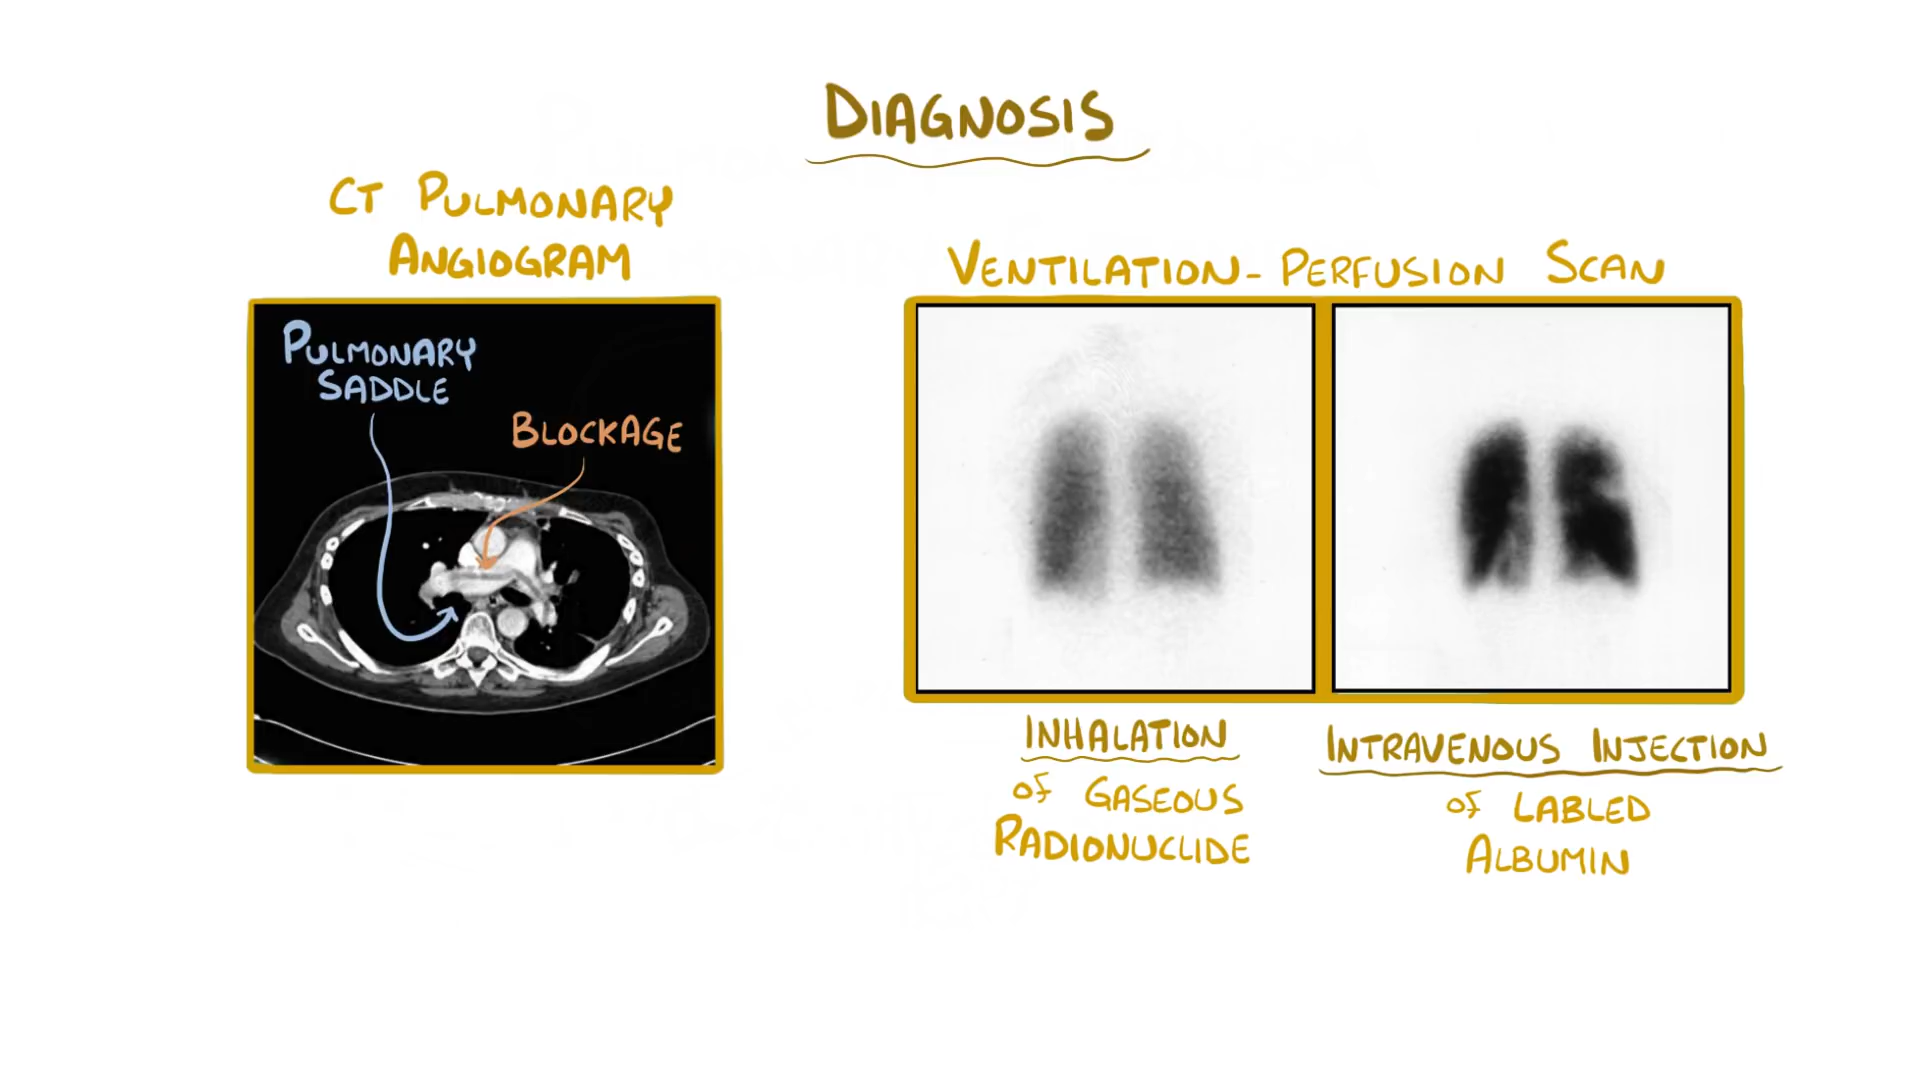 DIAGNOSIS
CT PULMONARY
ANGIOGRAM
PULMONARY
SADDLE
BLOCKAGE
VENTILATION-PERFUSION SCAN
INHALATION
of GASEOUS
RADIONUCLIDE
INTRAVENOUS INJECTION
of LABLED
ALBUMIN